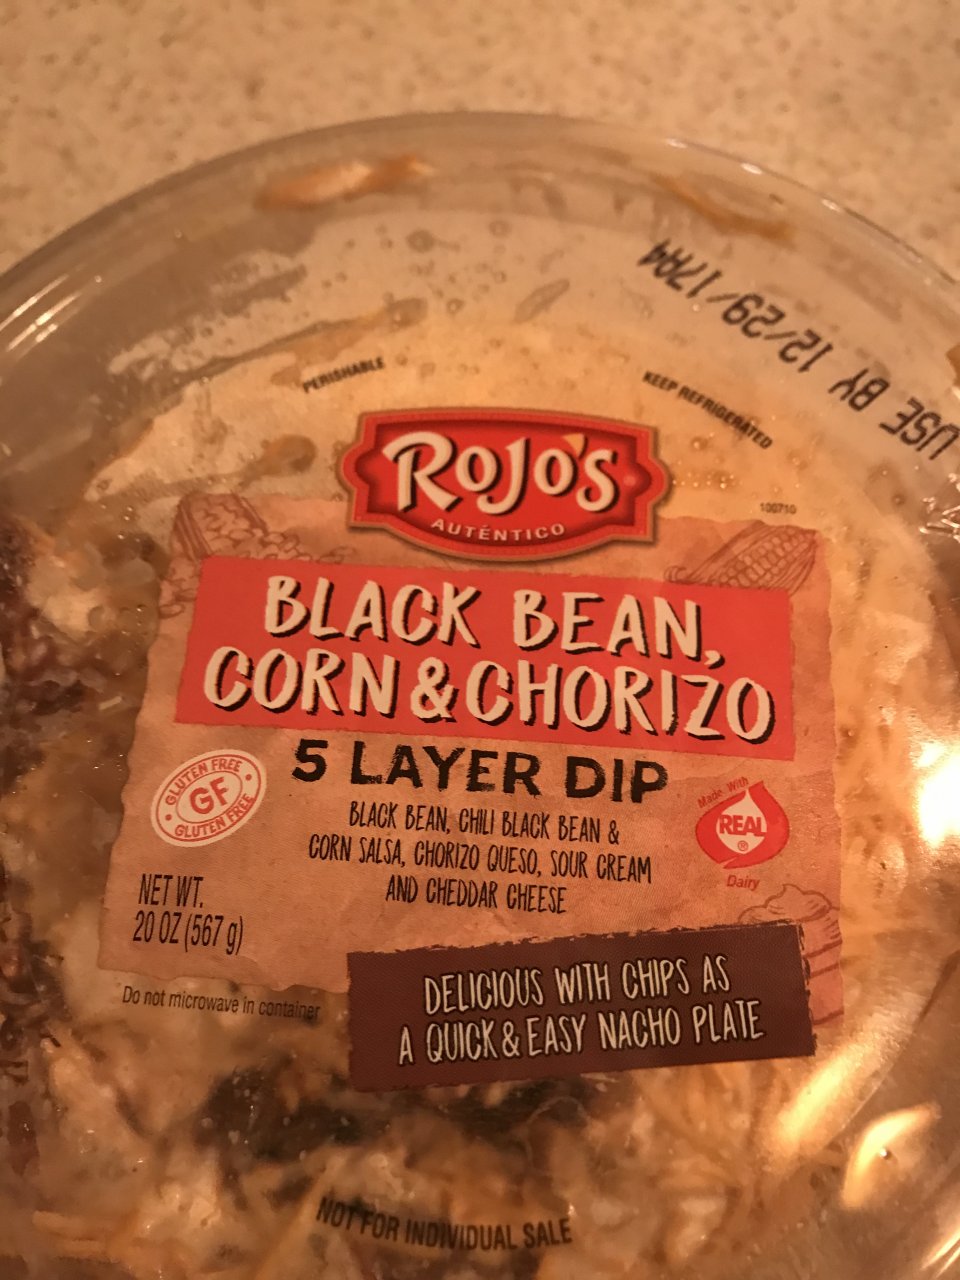 USE BY 12/29/17A4
PERISHABLE
KEEP REFRIGERATED
ROJO'S
AUTÉNTICO
100710
BLACK BEAN,
CORN & CHORIZO
5 LAYER DIP
GLUTEN FREE
GF
GLUTEN FREE
BLACK BEAN, CHILI BLACK BEAN &
CORN SALSA, CHORIZO QUESO, SOUR CREAM
AND CHEDDAR CHEESE
Made With
REAL®
Dairy
NET WT.
20 OZ (567 g)
Do not microwave in container
DELICIOUS WITH CHIPS AS
A QUICK & EASY NACHO PLATE
NOT FOR INDIVIDUAL SALE